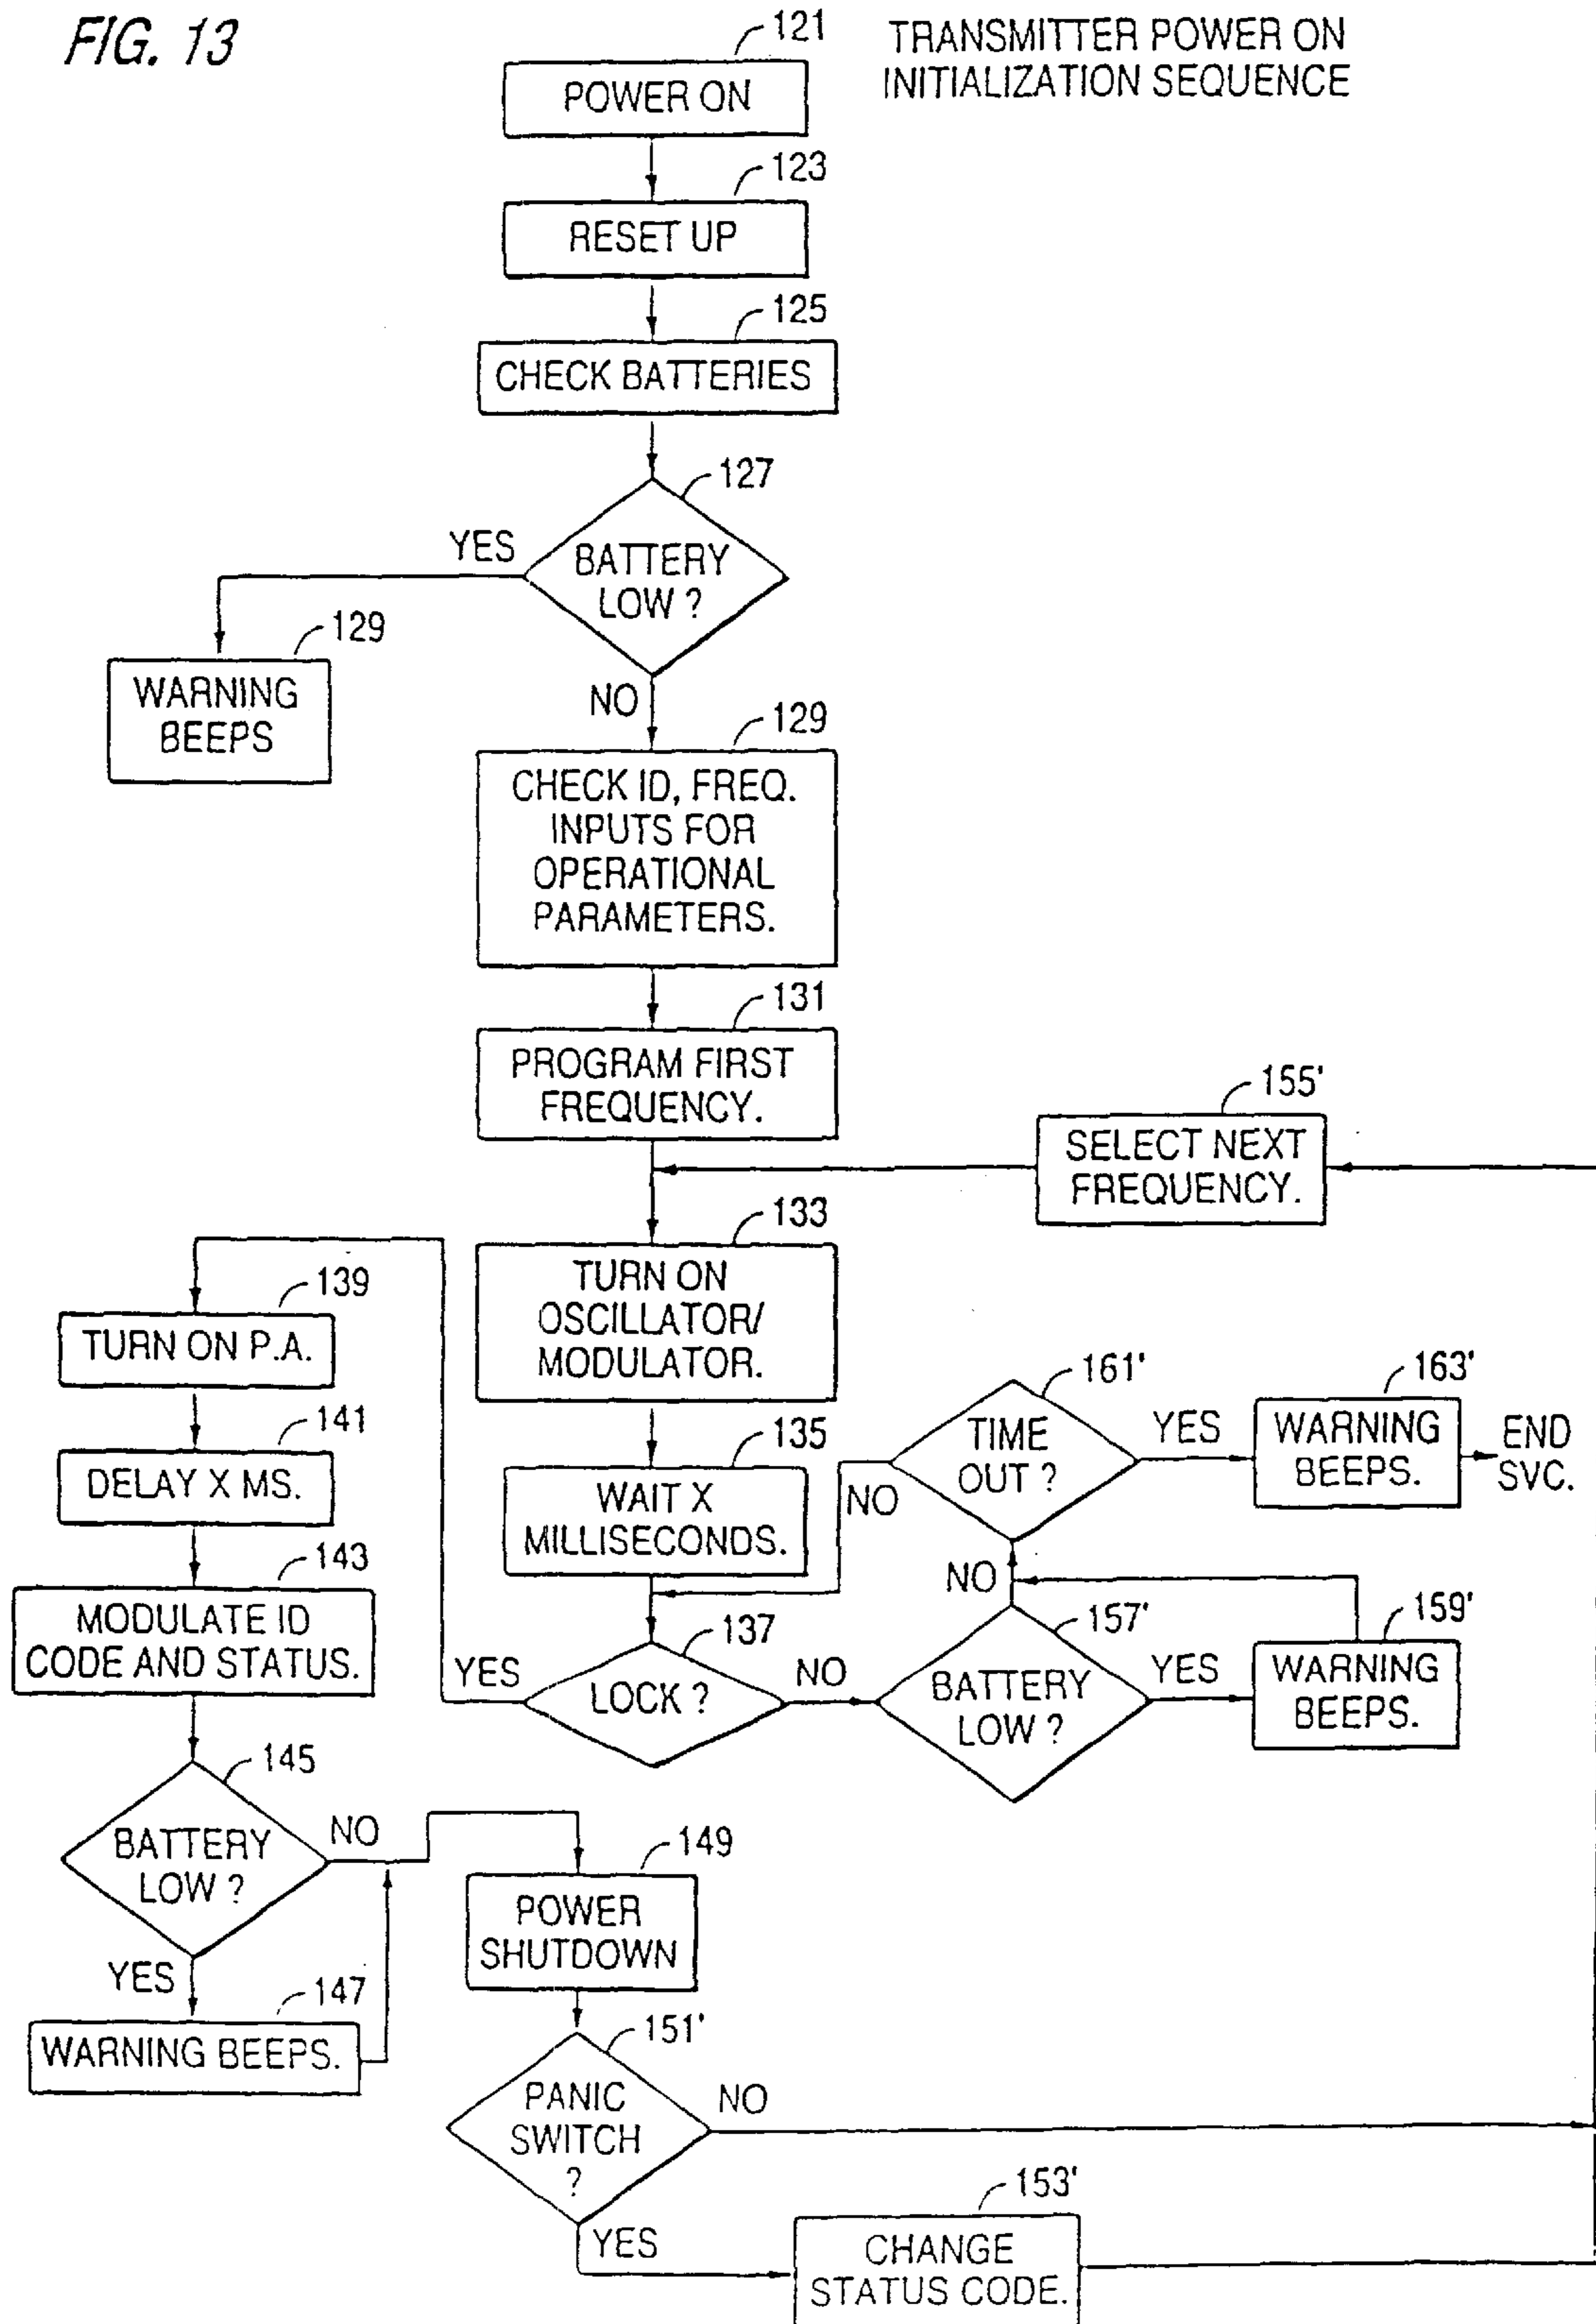 FIG. 13
TRANSMITTER POWER ON
INITIALIZATION SEQUENCE
121
POWER ON
123
RESET UP
125
CHECK BATTERIES
127
BATTERY
LOW ?
YES
129
WARNING
BEEPS
NO
129
CHECK ID, FREQ.
INPUTS FOR
OPERATIONAL
PARAMETERS.
131
PROGRAM FIRST
FREQUENCY.
155'
SELECT NEXT
FREQUENCY.
133
TURN ON
OSCILLATOR/
MODULATOR.
139
TURN ON P.A.
141
DELAY X MS.
143
MODULATE ID
CODE AND STATUS.
135
WAIT X
MILLISECONDS.
161'
TIME
OUT ?
YES
163'
WARNING
BEEPS.
END
SVC.
NO
NO
137
LOCK ?
YES
NO
157'
BATTERY
LOW ?
YES
159'
WARNING
BEEPS.
145
BATTERY
LOW ?
NO
YES
147
WARNING BEEPS.
149
POWER
SHUTDOWN
151'
PANIC
SWITCH
?
NO
YES
153'
CHANGE
STATUS CODE.